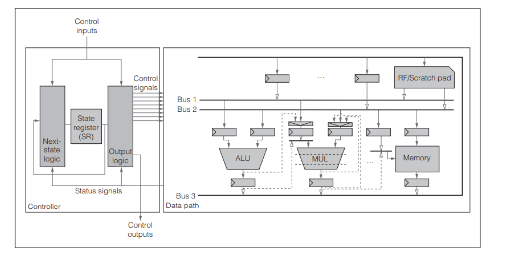 Control
inputs
Control
signals
RF/Scratch pad
Bus 1
Bus 2
State
register
(SR)
Next-
state
logic
Output
logic
ALU
MUL
Memory
Status signals
Bus 3
Controller
Data path
Control
outputs